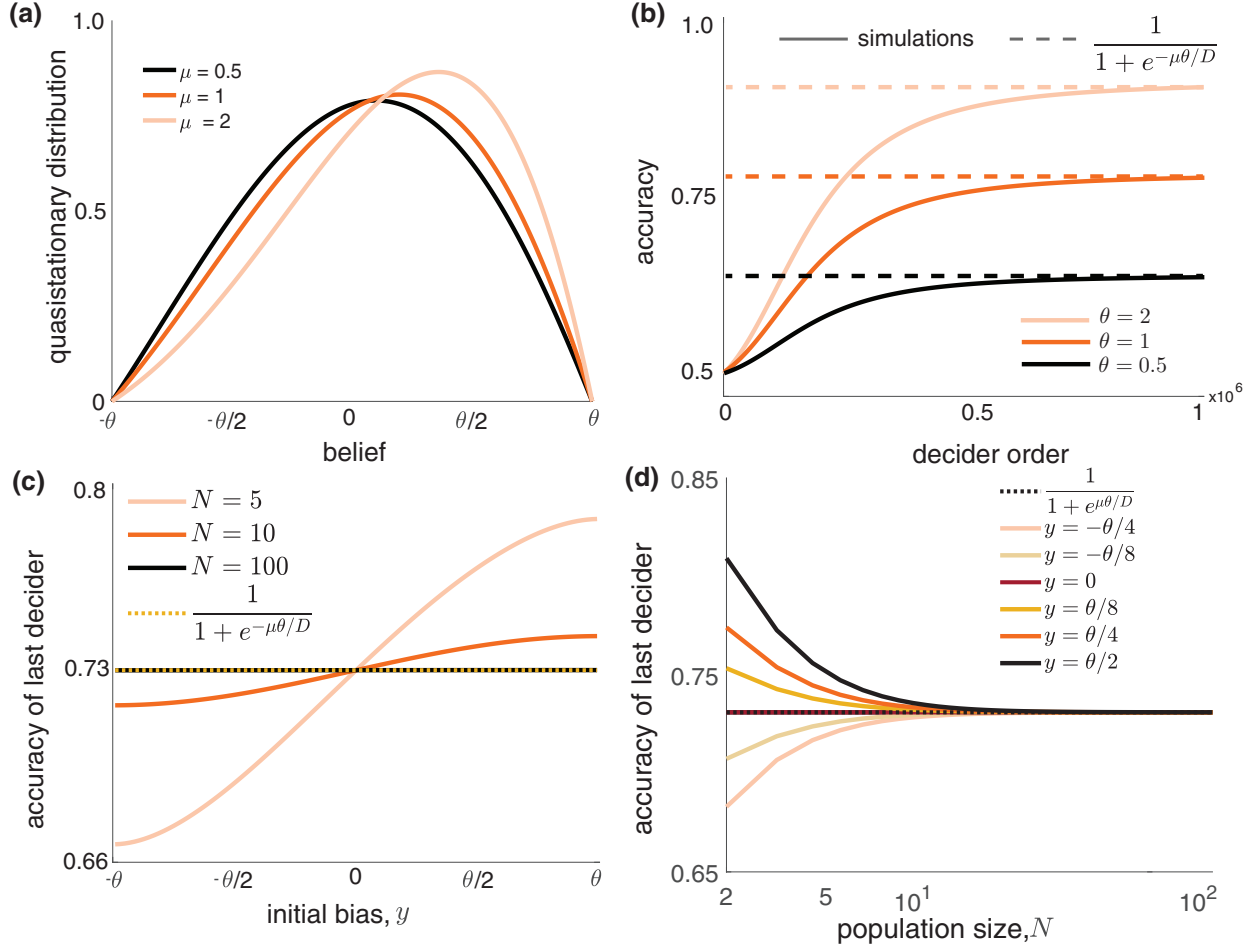 (a)
1.0
0.5
0
quasistationary distribution
μ = 0.5
μ = 1
μ = 2
-θ
-θ/2
0
θ/2
θ
belief
(b)
1.0
0.75
0.5
accuracy
simulations
1
1 + e^{-μθ/D}
θ = 2
θ = 1
θ = 0.5
0
0.5
1
x10^6
decider order
(c)
0.8
0.73
0.66
accuracy of last decider
N = 5
N = 10
N = 100
1
1 + e^{-μθ/D}
-θ
-θ/2
0
θ/2
θ
initial bias, y
(d)
0.85
0.75
0.65
accuracy of last decider
1
1 + e^{μθ/D}
y = −θ/4
y = −θ/8
y = 0
y = θ/8
y = θ/4
y = θ/2
2
5
10^1
10^2
population size,N